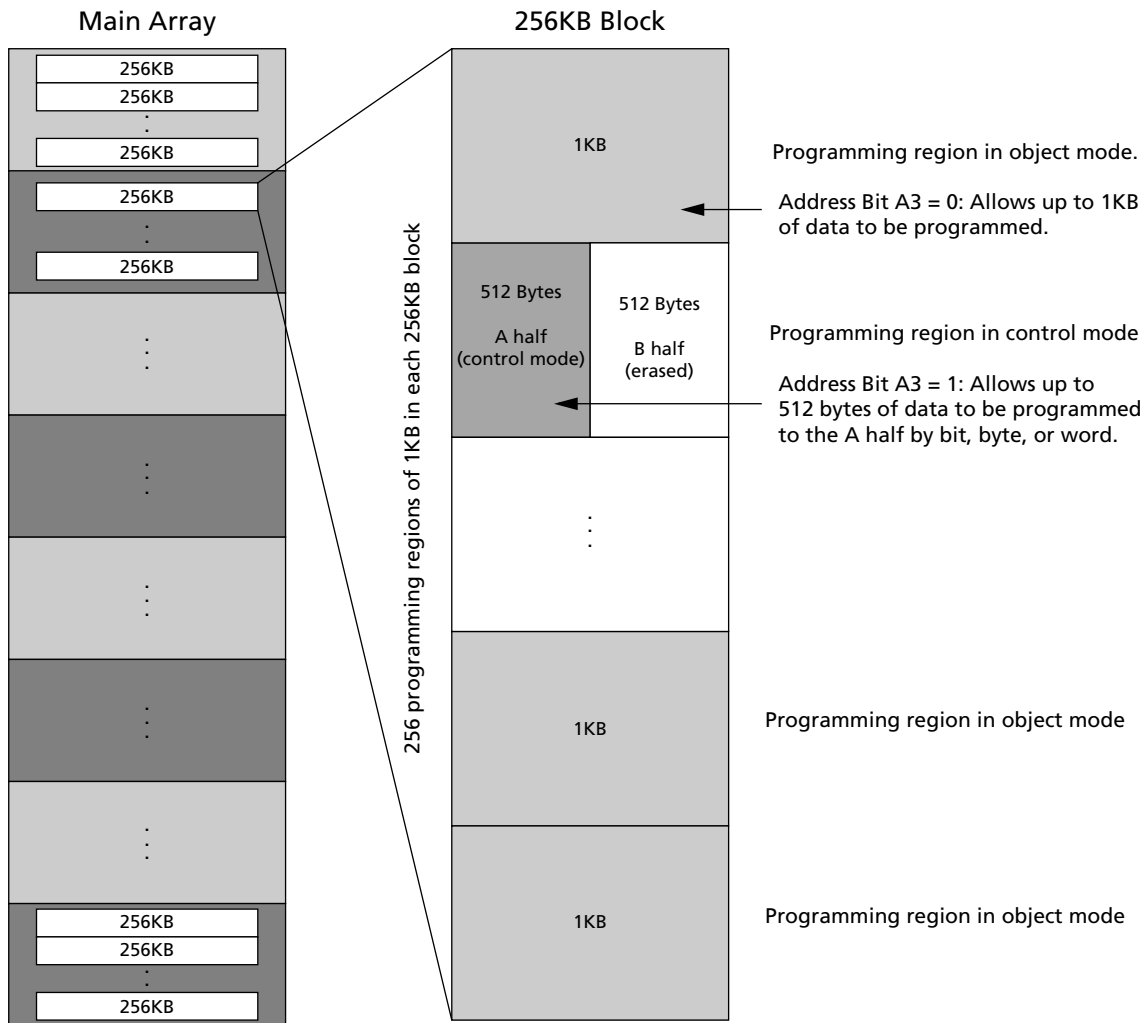 Main Array
256KB
256KB
256KB
256KB
256KB
256KB
256KB
256KB
256KB Block
256 programming regions of 1KB in each 256KB block
1KB
Programming region in object mode.
Address Bit A3 = 0: Allows up to 1KB
of data to be programmed.
512 Bytes
A half
(control mode)
512 Bytes
B half
(erased)
Programming region in control mode
Address Bit A3 = 1: Allows up to
512 bytes of data to be programmed
to the A half by bit, byte, or word.
1KB
Programming region in object mode
1KB
Programming region in object mode